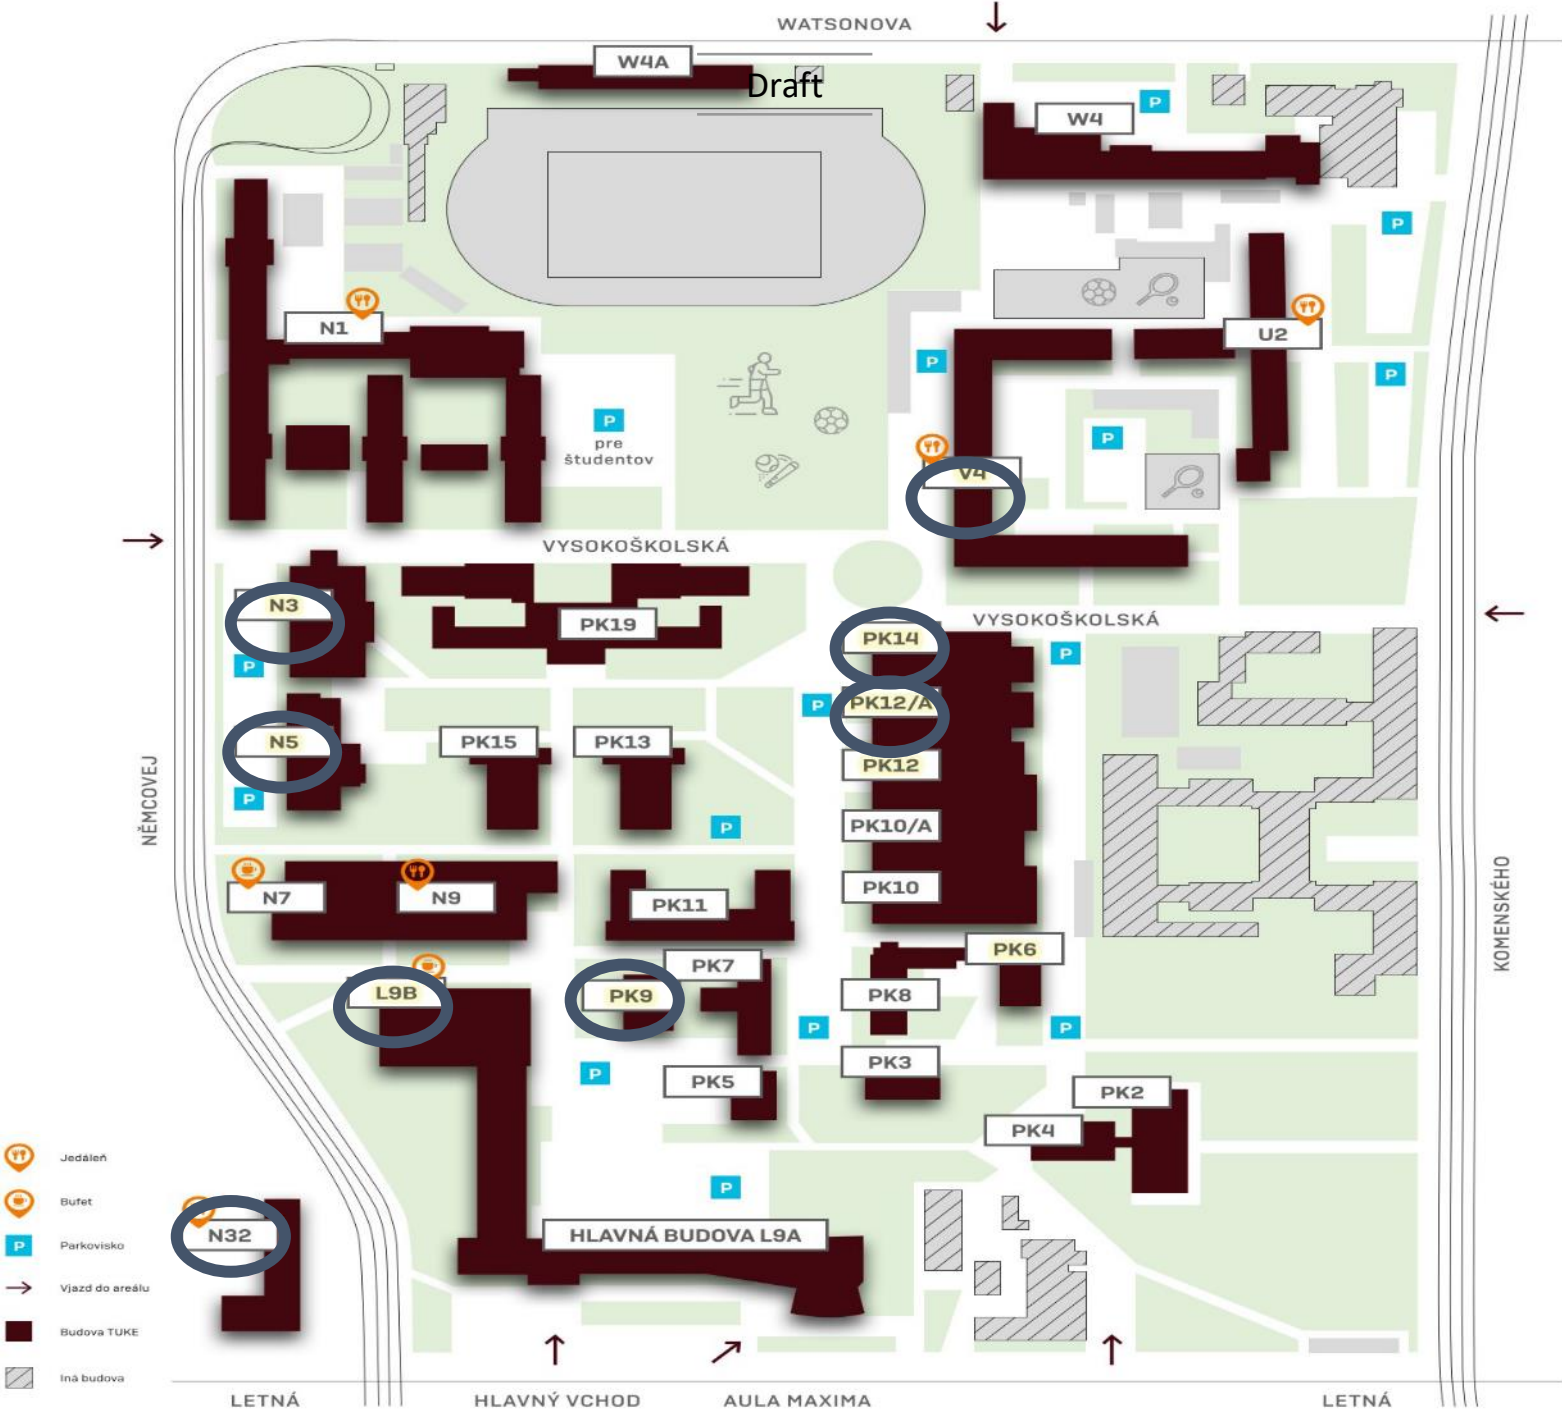 WATSONOVA
W4A
Draft
P
W4
P
N1
U2
P
P
P
pre
študentov
P
V4
VYSOKOŠKOLSKÁ
N3
PK19
PK14
VYSOKOŠKOLSKÁ
P
P
P
PK12/A
N5
PK15
PK13
PK12
P
P
PK10/A
NĚMCOVEJ
N7
N9
PK11
PK10
KOMENSKÉHO
PK7
PK6
L9B
PK9
PK8
P
P
P
PK5
PK3
PK2
PK4
P
Jedáleň
Bufet
P Parkovisko
Vjazd do areálu
Budova TUKE
Iná budova
N32
HLAVNÁ BUDOVA L9A
LETNÁ
HLAVNÝ VCHOD
AULA MAXIMA
LETNÁ